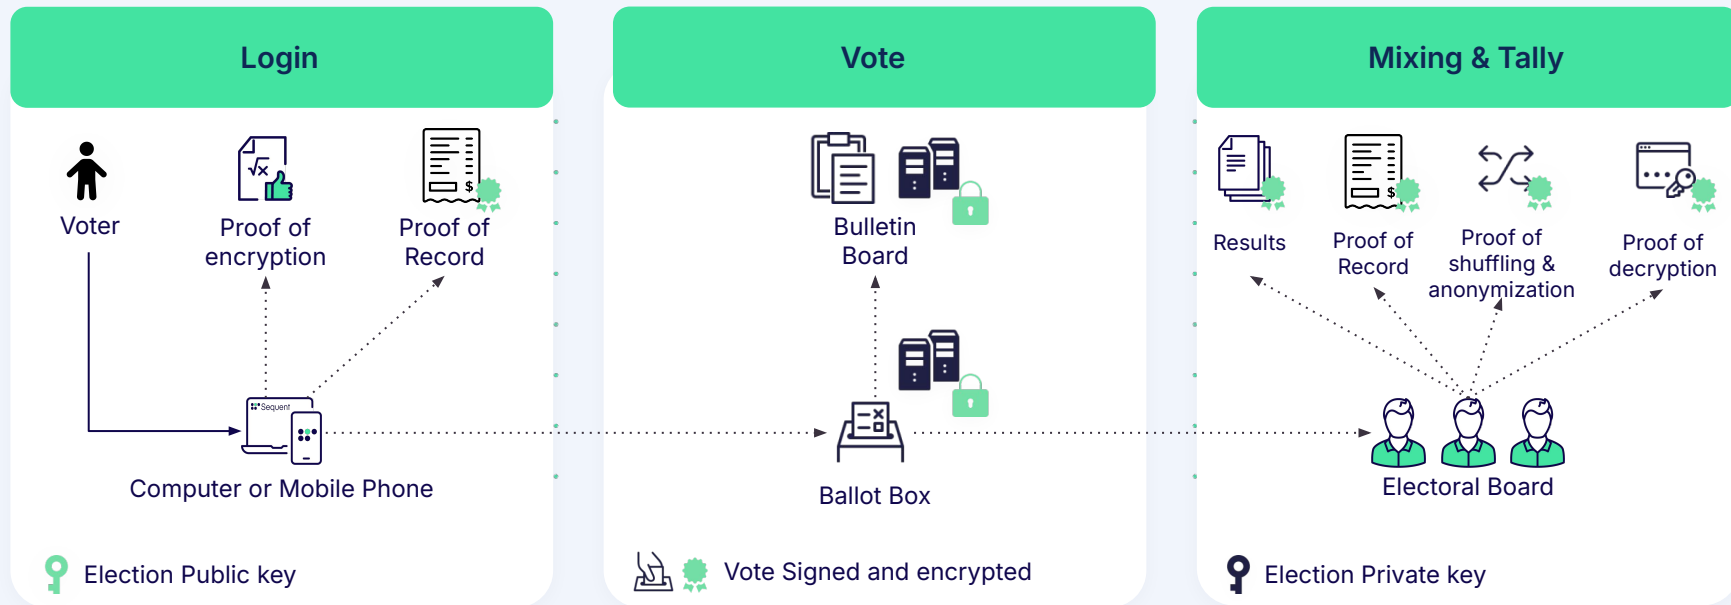 Login
Voter
Proof of
encryption
Proof of
Record
Sequent
Computer or Mobile Phone
Election Public key
Vote
Bulletin
Board
Ballot Box
Vote Signed and encrypted
Mixing & Tally
Results
Proof of
Record
Proof of
shuffling &
anonymization
Proof of
decryption
Electoral Board
Election Private key